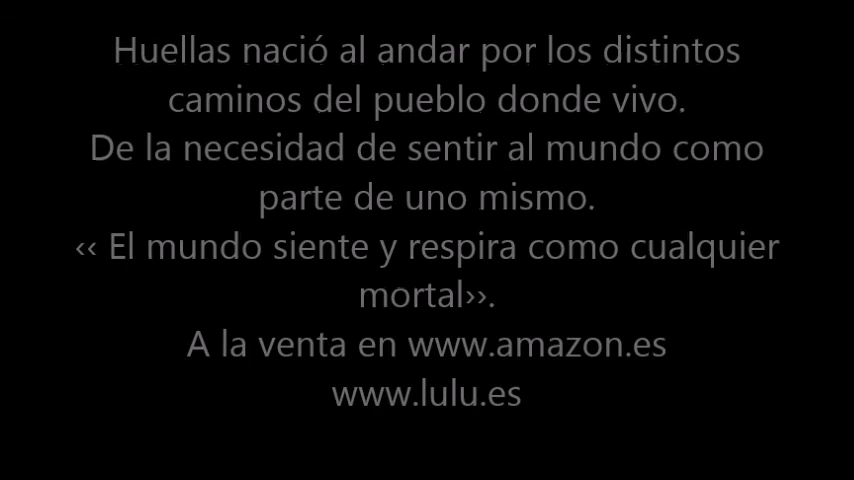 Huellas nació al andar por los distintos
caminos del pueblo donde vivo.
De la necesidad de sentir al mundo como
parte de uno mismo.
‹‹ El mundo siente y respira como cualquier
mortal››.
A la venta en www.amazon.es
www.lulu.es